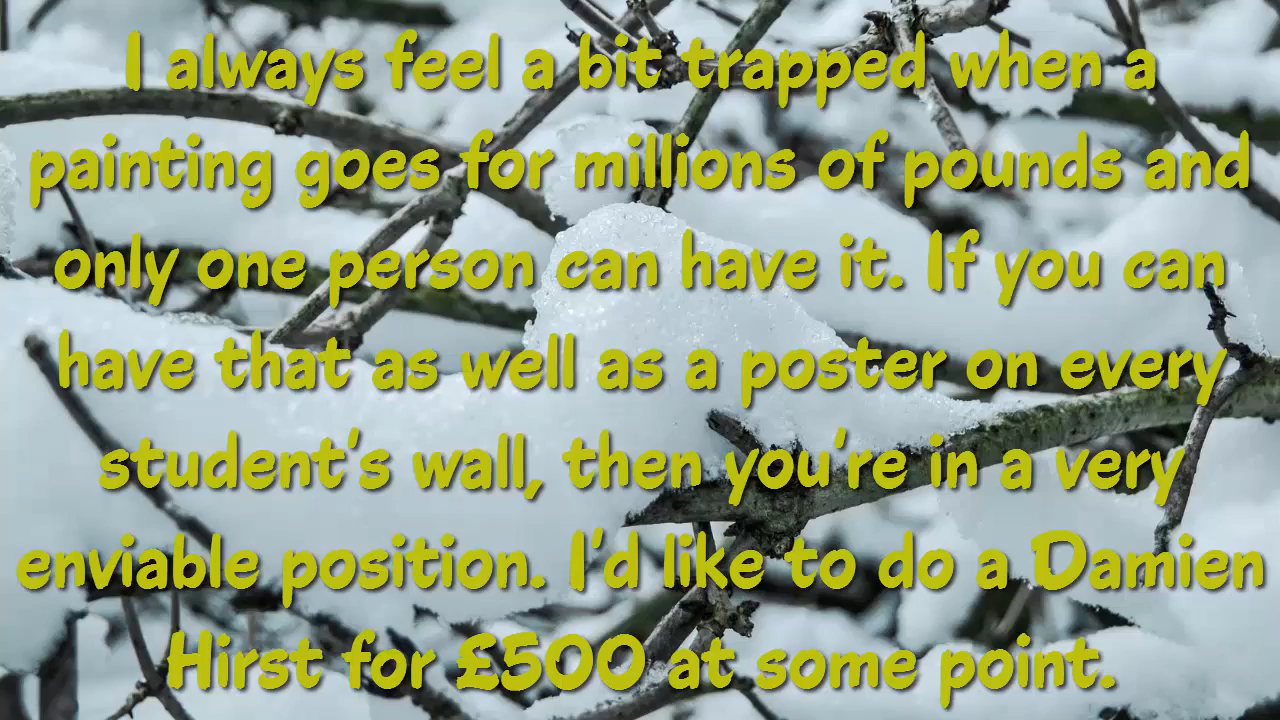 I always feel a bit trapped when a
painting goes for millions of pounds and
only one person can have it. If you can
have that as well as a poster on every
student's wall, then you're in a very
enviable position. I'd like to do a Damien
Hirst for £500 at some point.